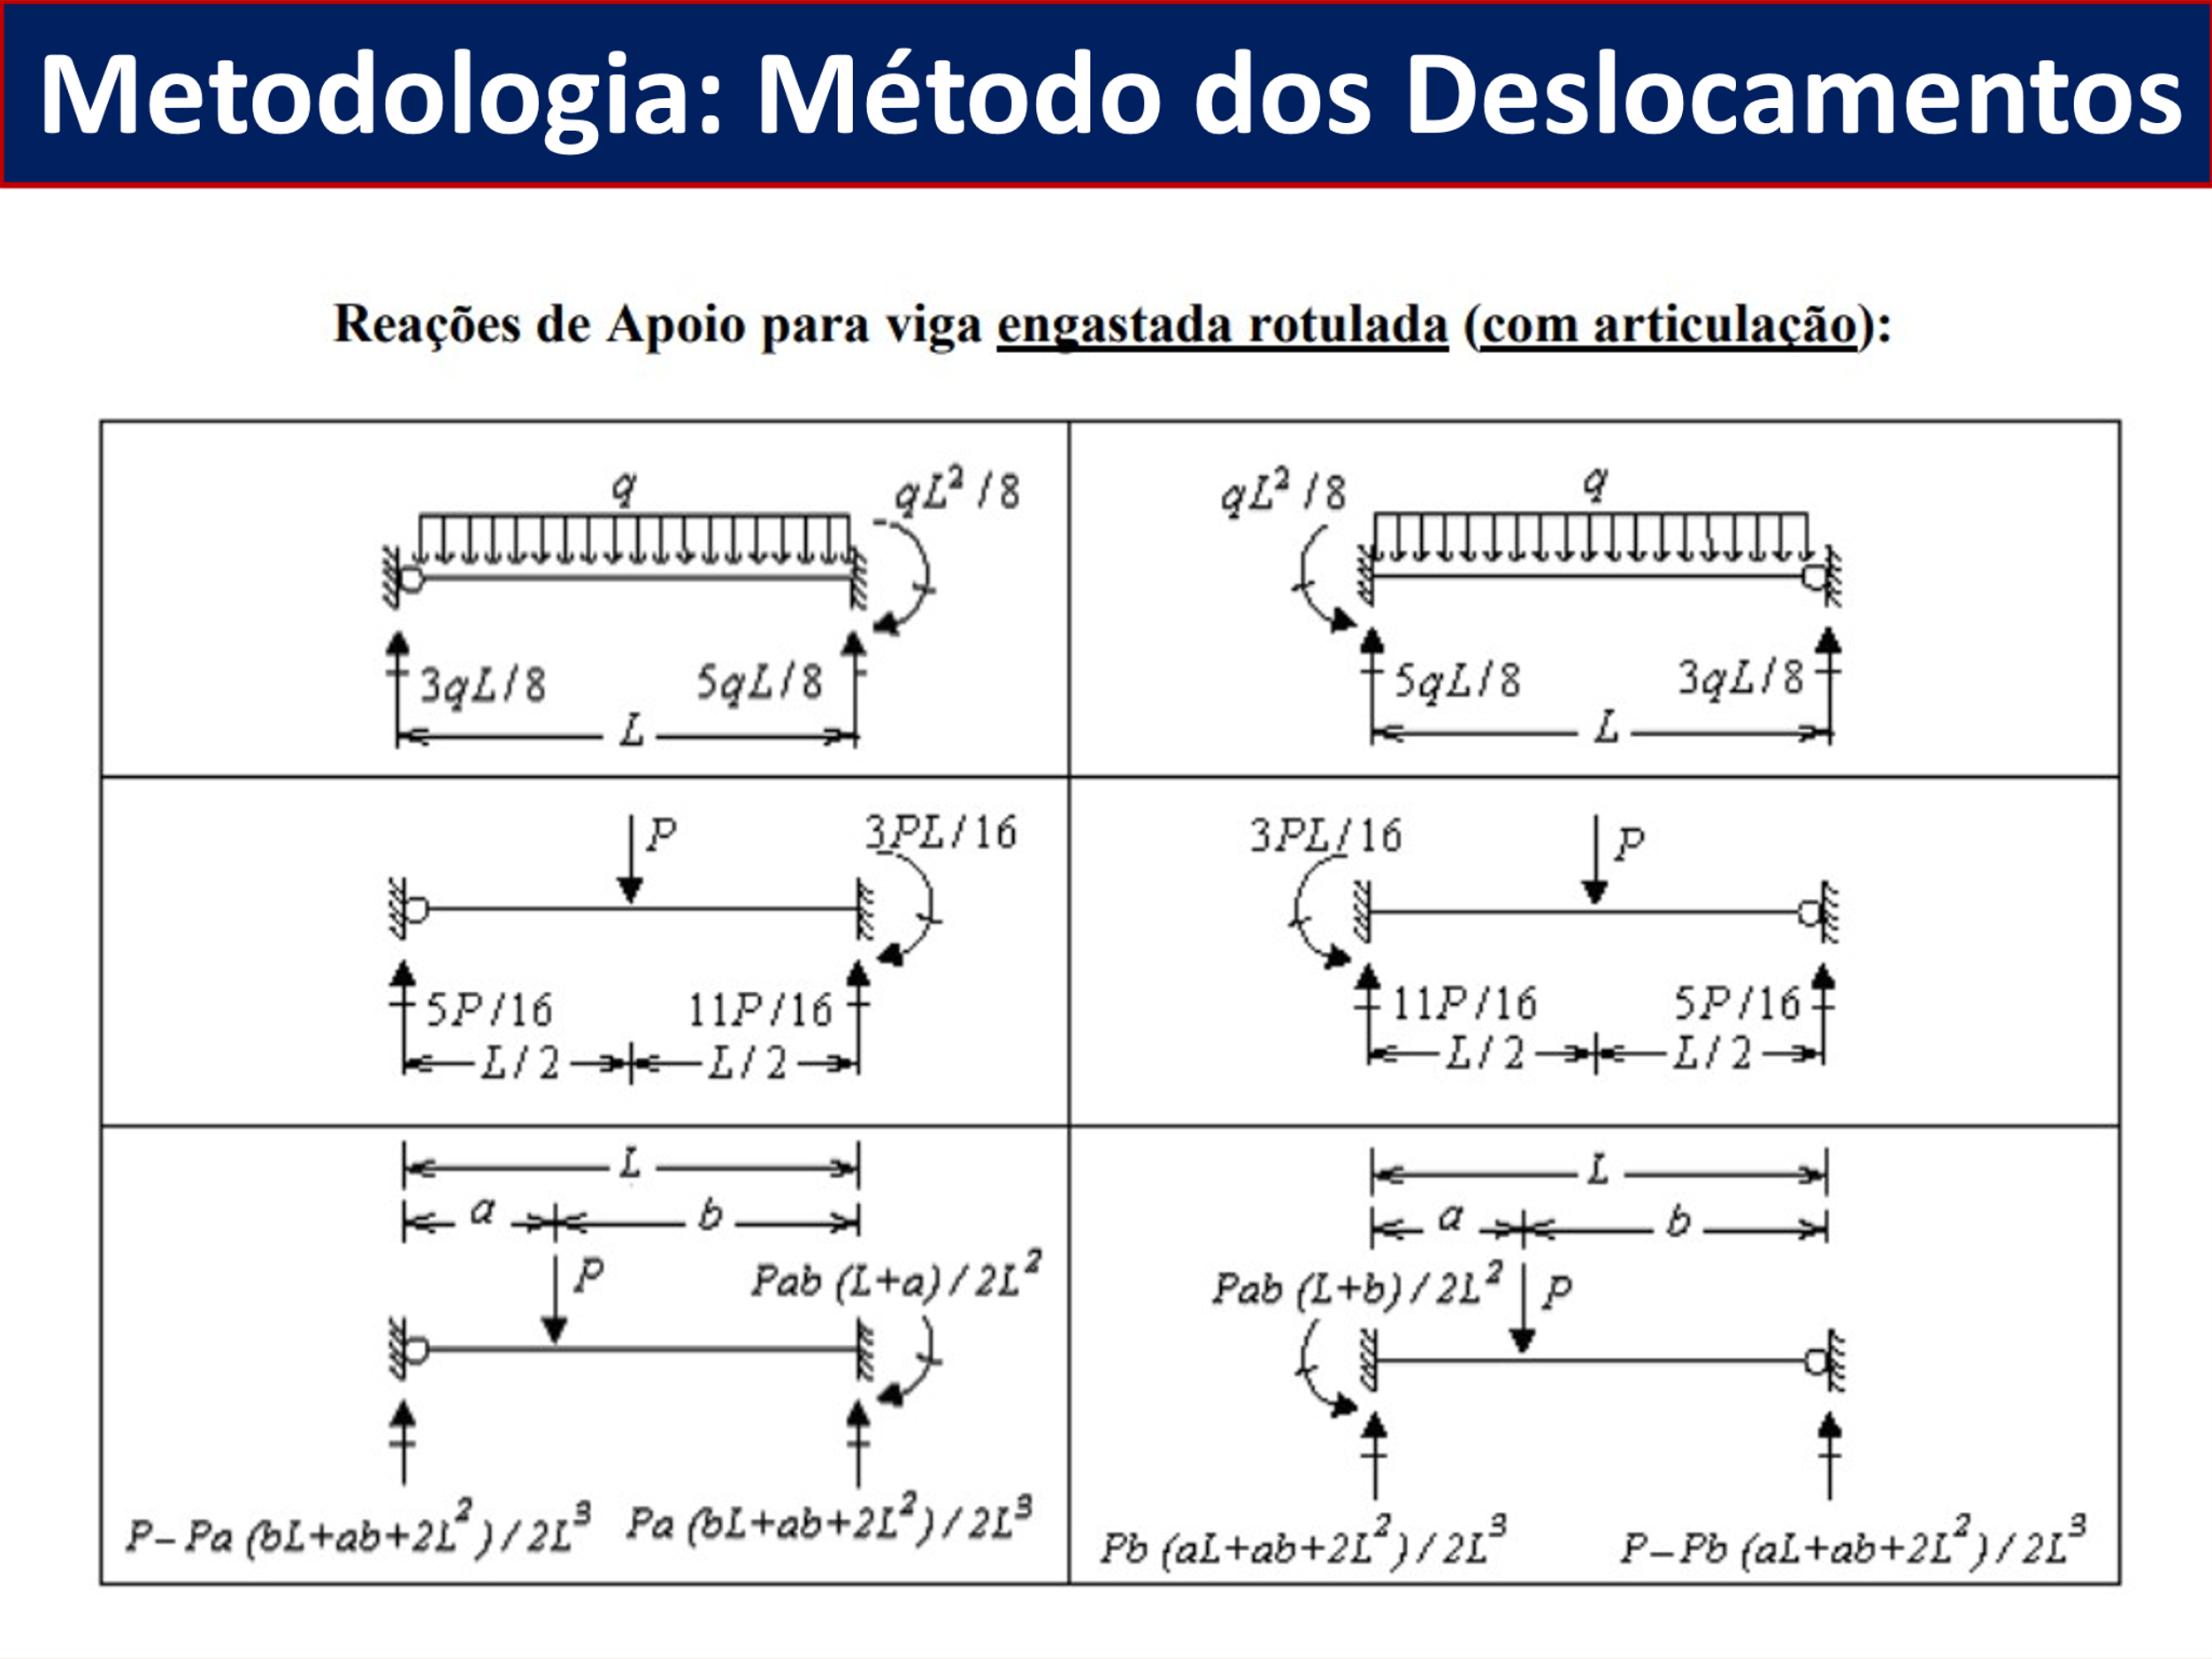 Metodologia: Método dos Deslocamentos
Reações de Apoio para viga engastada rotulada (com articulação):
q
qL²/8
3qL/8
5qL/8
L
qL²/8
q
5qL/8
3qL/8
L
P
3PL/16
5P/16
11P/16
L/2
L/2
3PL/16
P
11P/16
5P/16
L/2
L/2
L
a
b
P
Pab (L+a)/2L²
P–Pa (bL+ab+2L²)/2L³
Pa (bL+ab+2L²)/2L³
L
a
b
Pab (L+b)/2L²
P
Pb (aL+ab+2L²)/2L³
P–Pb (aL+ab+2L²)/2L³